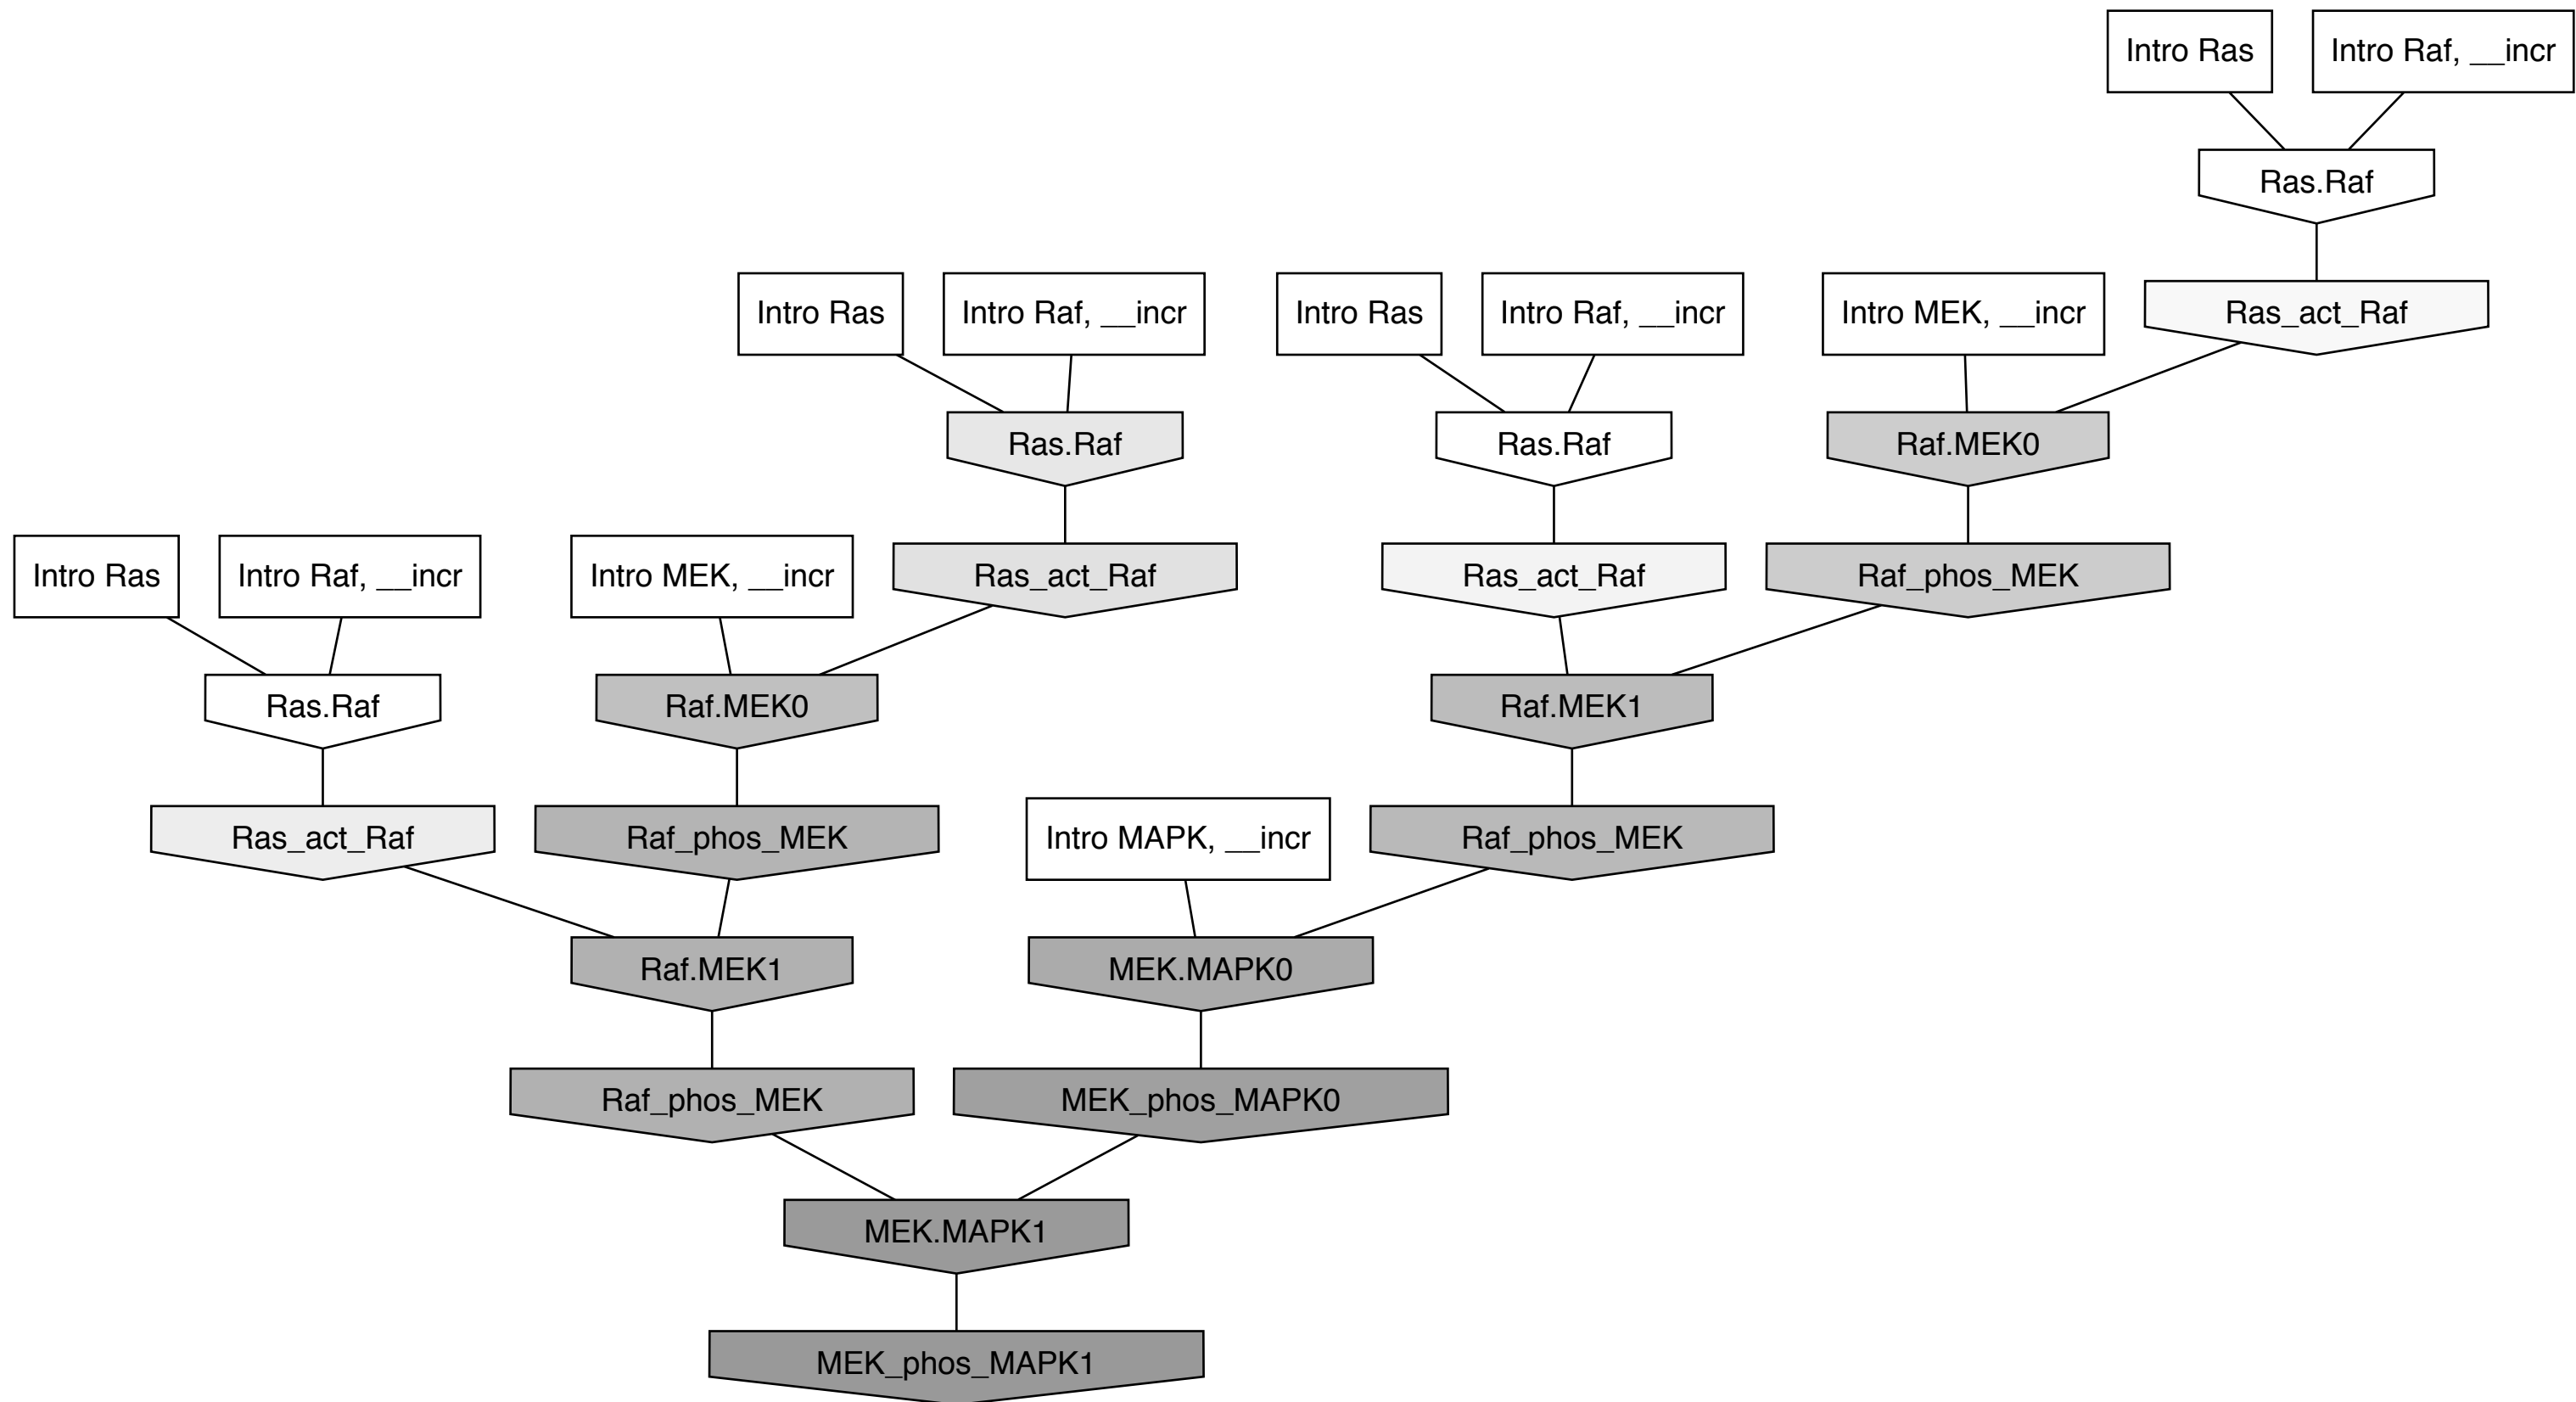 Intro Ras
Intro Raf, __incr
Ras.Raf
Intro Ras
Intro Raf, __incr
Intro Ras
Intro Raf, __incr
Intro MEK, __incr
Ras_act_Raf
Ras.Raf
Ras.Raf
Raf.MEK0
Intro Ras
Intro Raf, __incr
Intro MEK, __incr
Ras_act_Raf
Ras_act_Raf
Raf_phos_MEK
Ras.Raf
Raf.MEK0
Raf.MEK1
Ras_act_Raf
Raf_phos_MEK
Intro MAPK, __incr
Raf_phos_MEK
Raf.MEK1
MEK.MAPK0
Raf_phos_MEK
MEK_phos_MAPK0
MEK.MAPK1
MEK_phos_MAPK1